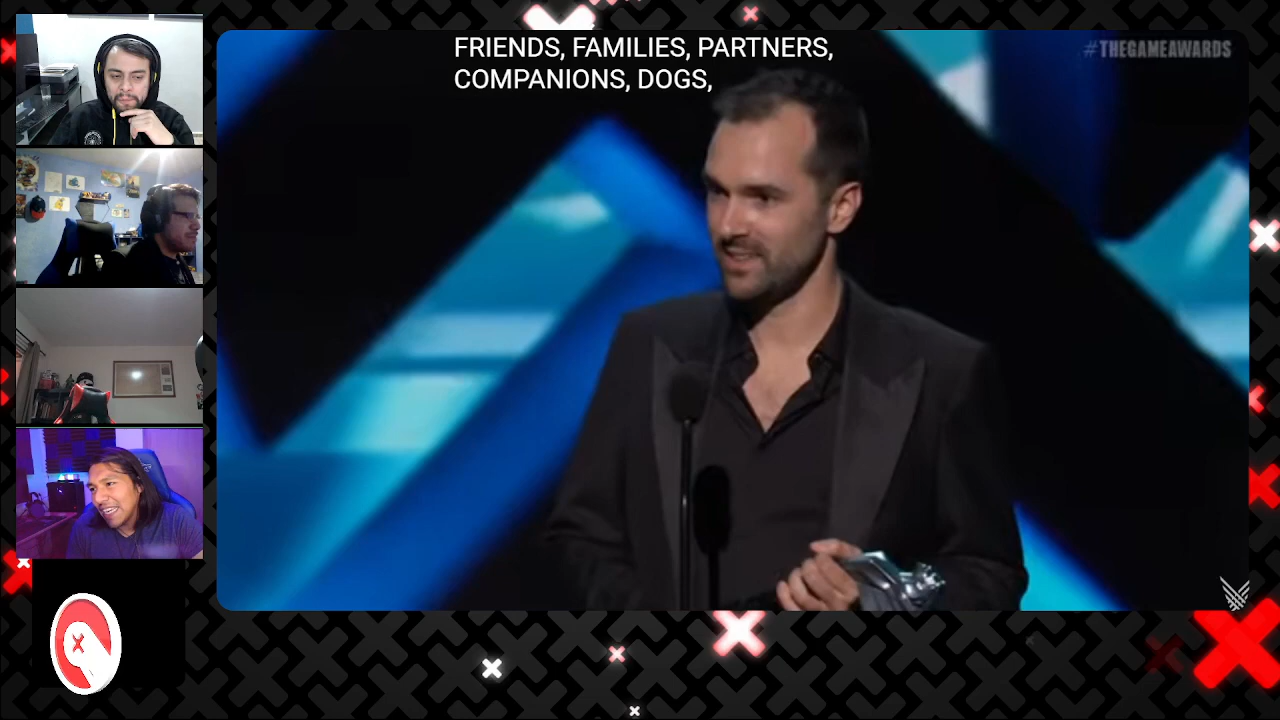 FRIENDS, FAMILIES, PARTNERS,
COMPANIONS, DOGS,
#THEGAMEAWARDS